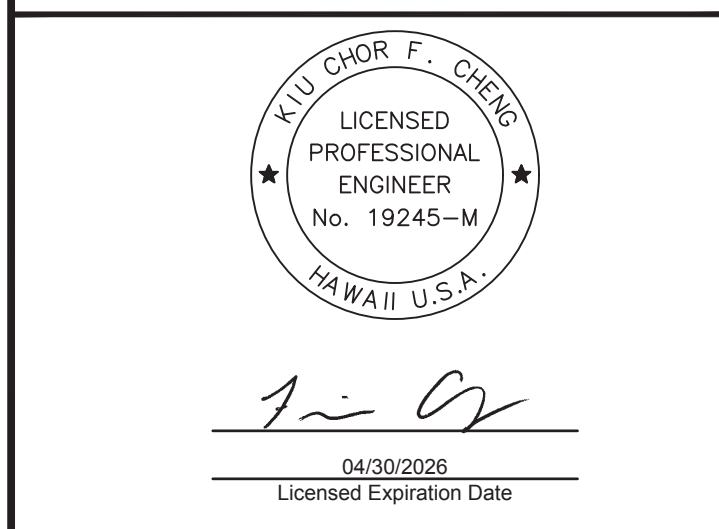 KIU CHOR F. CHENG
LICENSED
PROFESSIONAL
ENGINEER
No. 19245-M
HAWAII U.S.A.
04/30/2026
Licensed Expiration Date